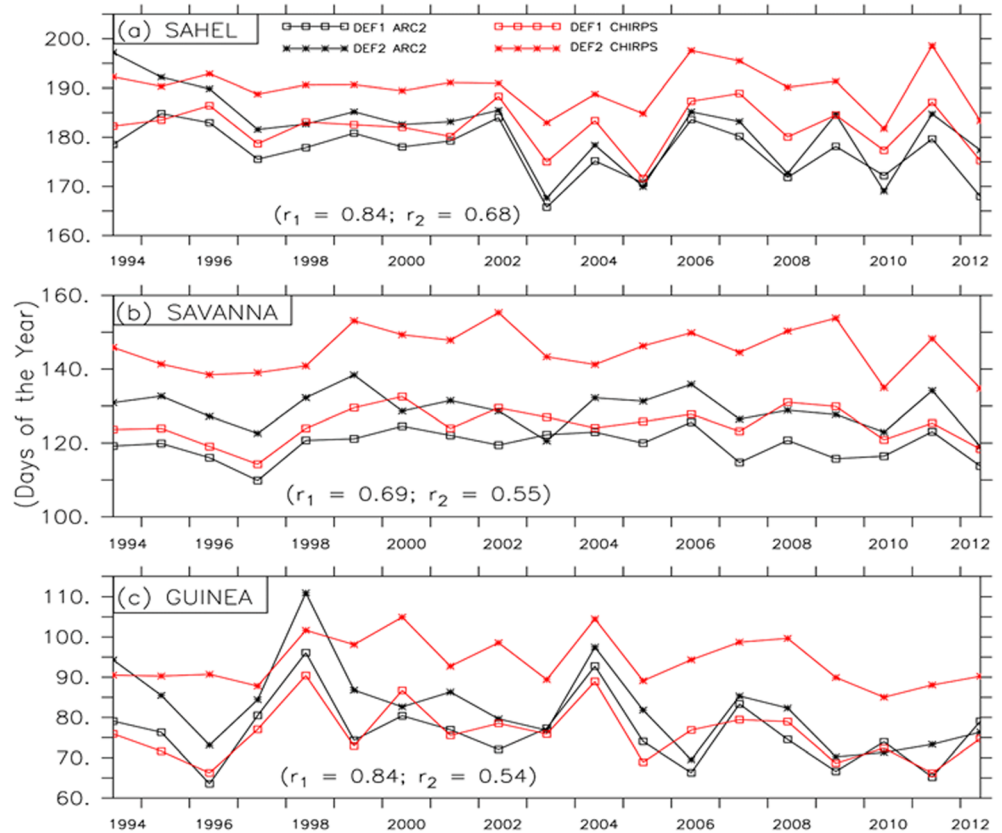 (a) SAHEL
DEF1 ARC2
DEF1 CHIRPS
DEF2 ARC2
DEF2 CHIRPS
200.
190.
180.
170.
160.
(r1 = 0.84; r2 = 0.68)
1994 1996 1998 2000 2002 2004 2006 2008 2010 2012
(Days of the Year)
(b) SAVANNA
160.
140.
120.
100.
(r1 = 0.69; r2 = 0.55)
1994 1996 1998 2000 2002 2004 2006 2008 2010 2012
(c) GUINEA
110.
100.
90.
80.
70.
60.
(r1 = 0.84; r2 = 0.54)
1994 1996 1998 2000 2002 2004 2006 2008 2010 2012